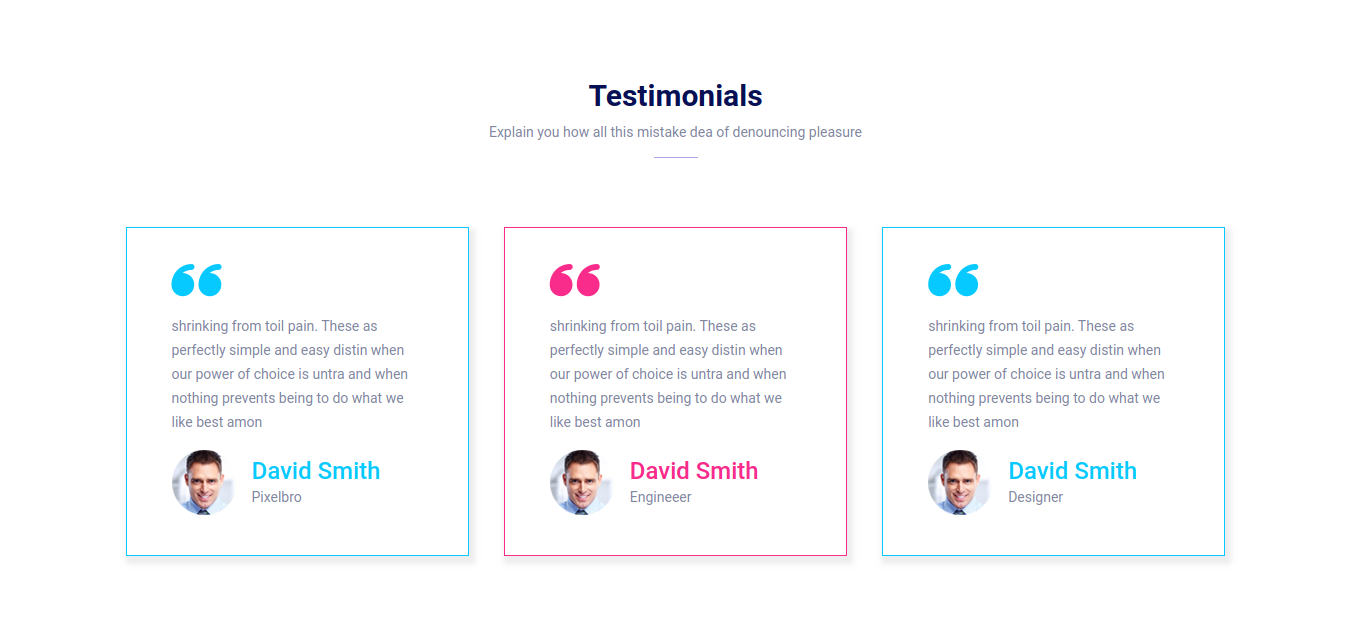 Testimonials
Explain you how all this mistake dea of denouncing pleasure
shrinking from toil pain. These as
perfectly simple and easy distin when
our power of choice is untra and when
nothing prevents being to do what we
like best amon
David Smith
Pixelbro
shrinking from toil pain. These as
perfectly simple and easy distin when
our power of choice is untra and when
nothing prevents being to do what we
like best amon
David Smith
Engineeer
shrinking from toil pain. These as
perfectly simple and easy distin when
our power of choice is untra and when
nothing prevents being to do what we
like best amon
David Smith
Designer